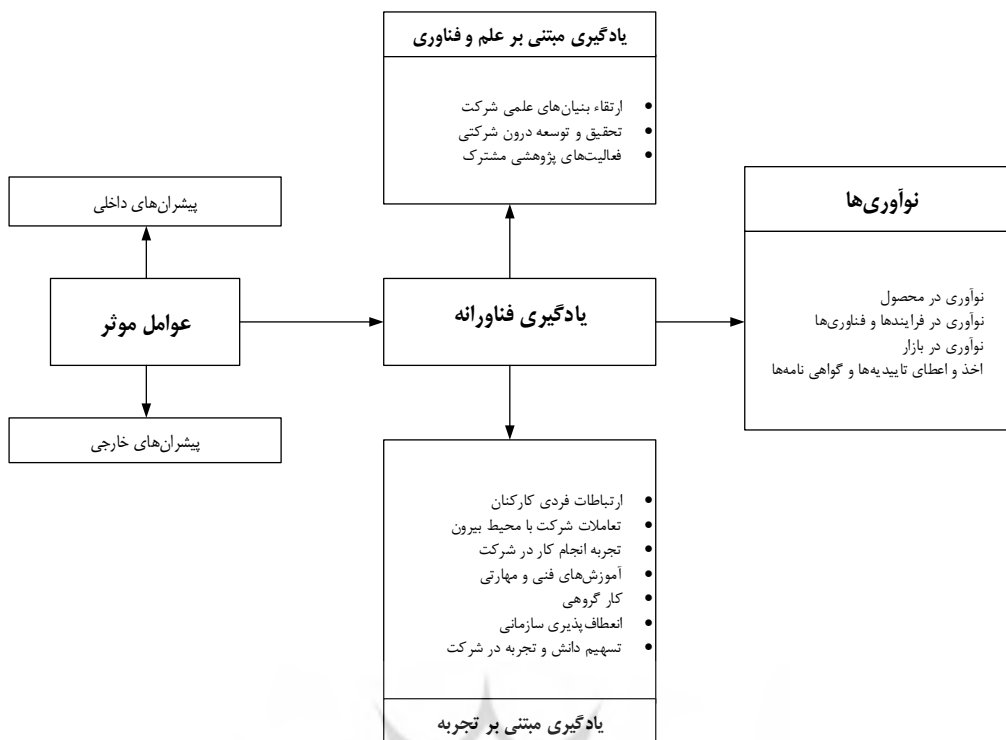 یادگیری مبتنی بر علم و فناوری
• ارتقاء بنیان‌های علمی شرکت
• تحقیق و توسعه درون شرکتی
• فعالیت‌های پژوهشی مشترک
نوآوری‌ها
نوآوری در محصول
نوآوری در فرایندها و فناوری‌ها
نوآوری در بازار
اخذ و اعطای تاییدیه‌ها و گواهی نامه‌ها
پیشران‌های داخلی
عوامل موثر
پیشران‌های خارجی
یادگیری فناورانه
• ارتباطات فردی کارکنان
• تعاملات شرکت با محیط بیرون
• تجربه انجام کار در شرکت
• آموزش‌های فنی و مهارتی
• کار گروهی
• انعطاف‌پذیری سازمانی
• تسهیم دانش و تجربه در شرکت
یادگیری مبتنی بر تجربه